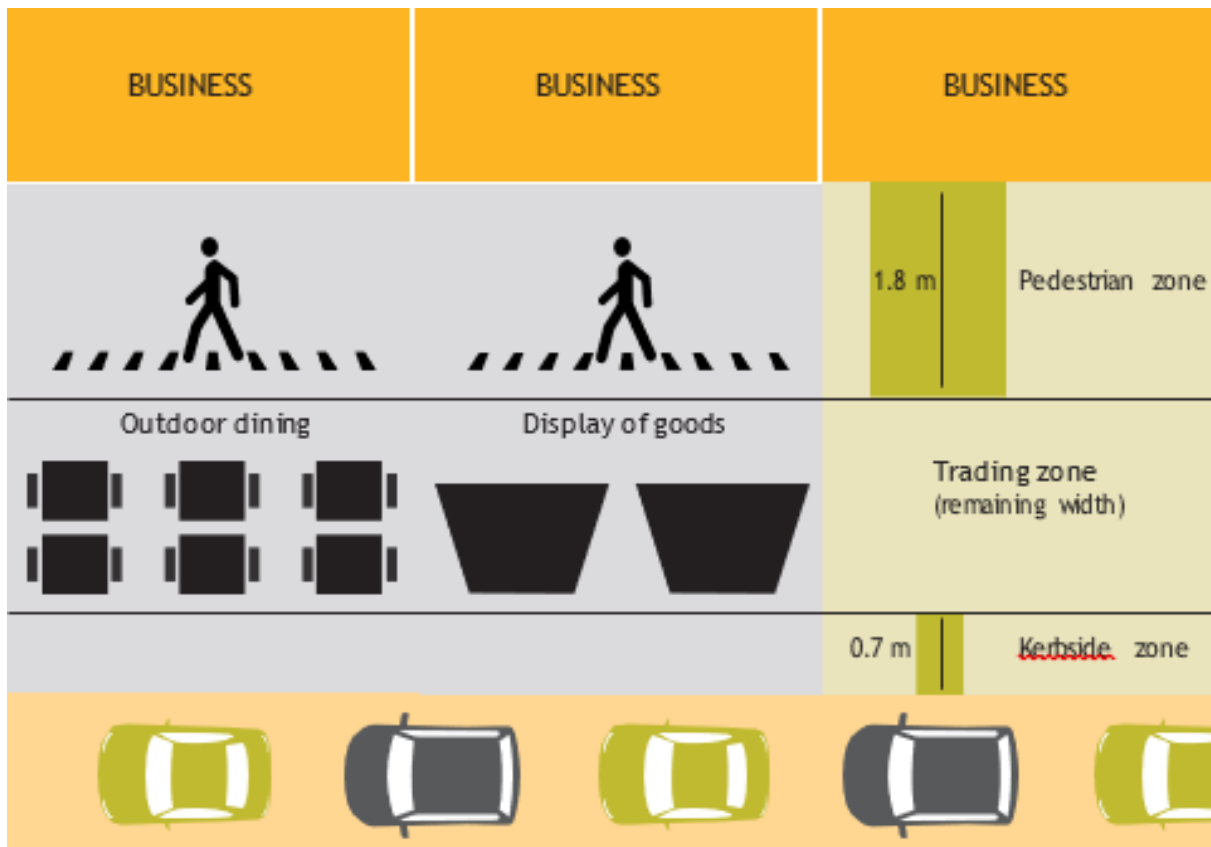 BUSINESS
BUSINESS
BUSINESS
1.8 m
Pedestrian zone
Outdoor dining
Display of goods
Trading zone
(remaining width)
0.7 m
Kerbside zone